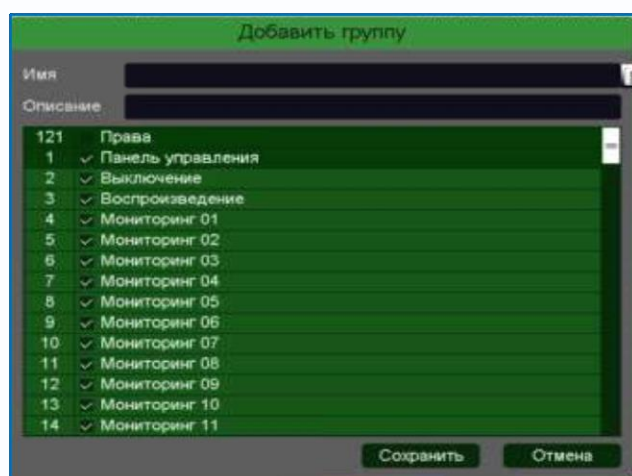 Добавить группу
Имя
Описание
121 Права
1 Панель управления
2 Выключение
3 Воспроизведение
4 Мониторинг 01
5 Мониторинг 02
6 Мониторинг 03
7 Мониторинг 04
8 Мониторинг 05
9 Мониторинг 06
10 Мониторинг 07
11 Мониторинг 08
12 Мониторинг 09
13 Мониторинг 10
14 Мониторинг 11
Сохранить Отмена